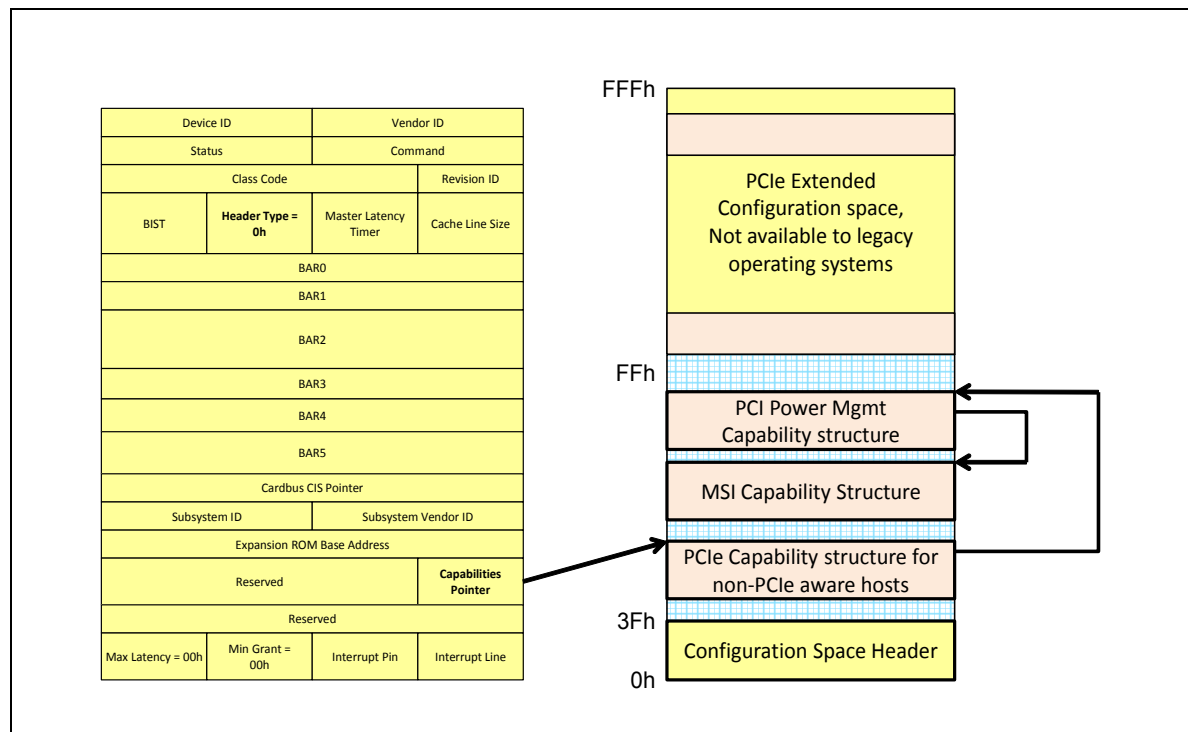 Device ID
Vendor ID
Status
Command
Class Code
Revision ID
BIST
Header Type =
0h
Master Latency
Timer
Cache Line Size
BAR0
BAR1
BAR2
BAR3
BAR4
BAR5
Cardbus CIS Pointer
Subsystem ID
Subsystem Vendor ID
Expansion ROM Base Address
Reserved
Capabilities
Pointer
Reserved
Max Latency = 00h
Min Grant =
00h
Interrupt Pin
Interrupt Line
FFFh
PCIe Extended
Configuration space,
Not available to legacy
operating systems
FFh
PCI Power Mgmt
Capability structure
MSI Capability Structure
PCIe Capability structure for
non-PCIe aware hosts
3Fh
Configuration Space Header
0h